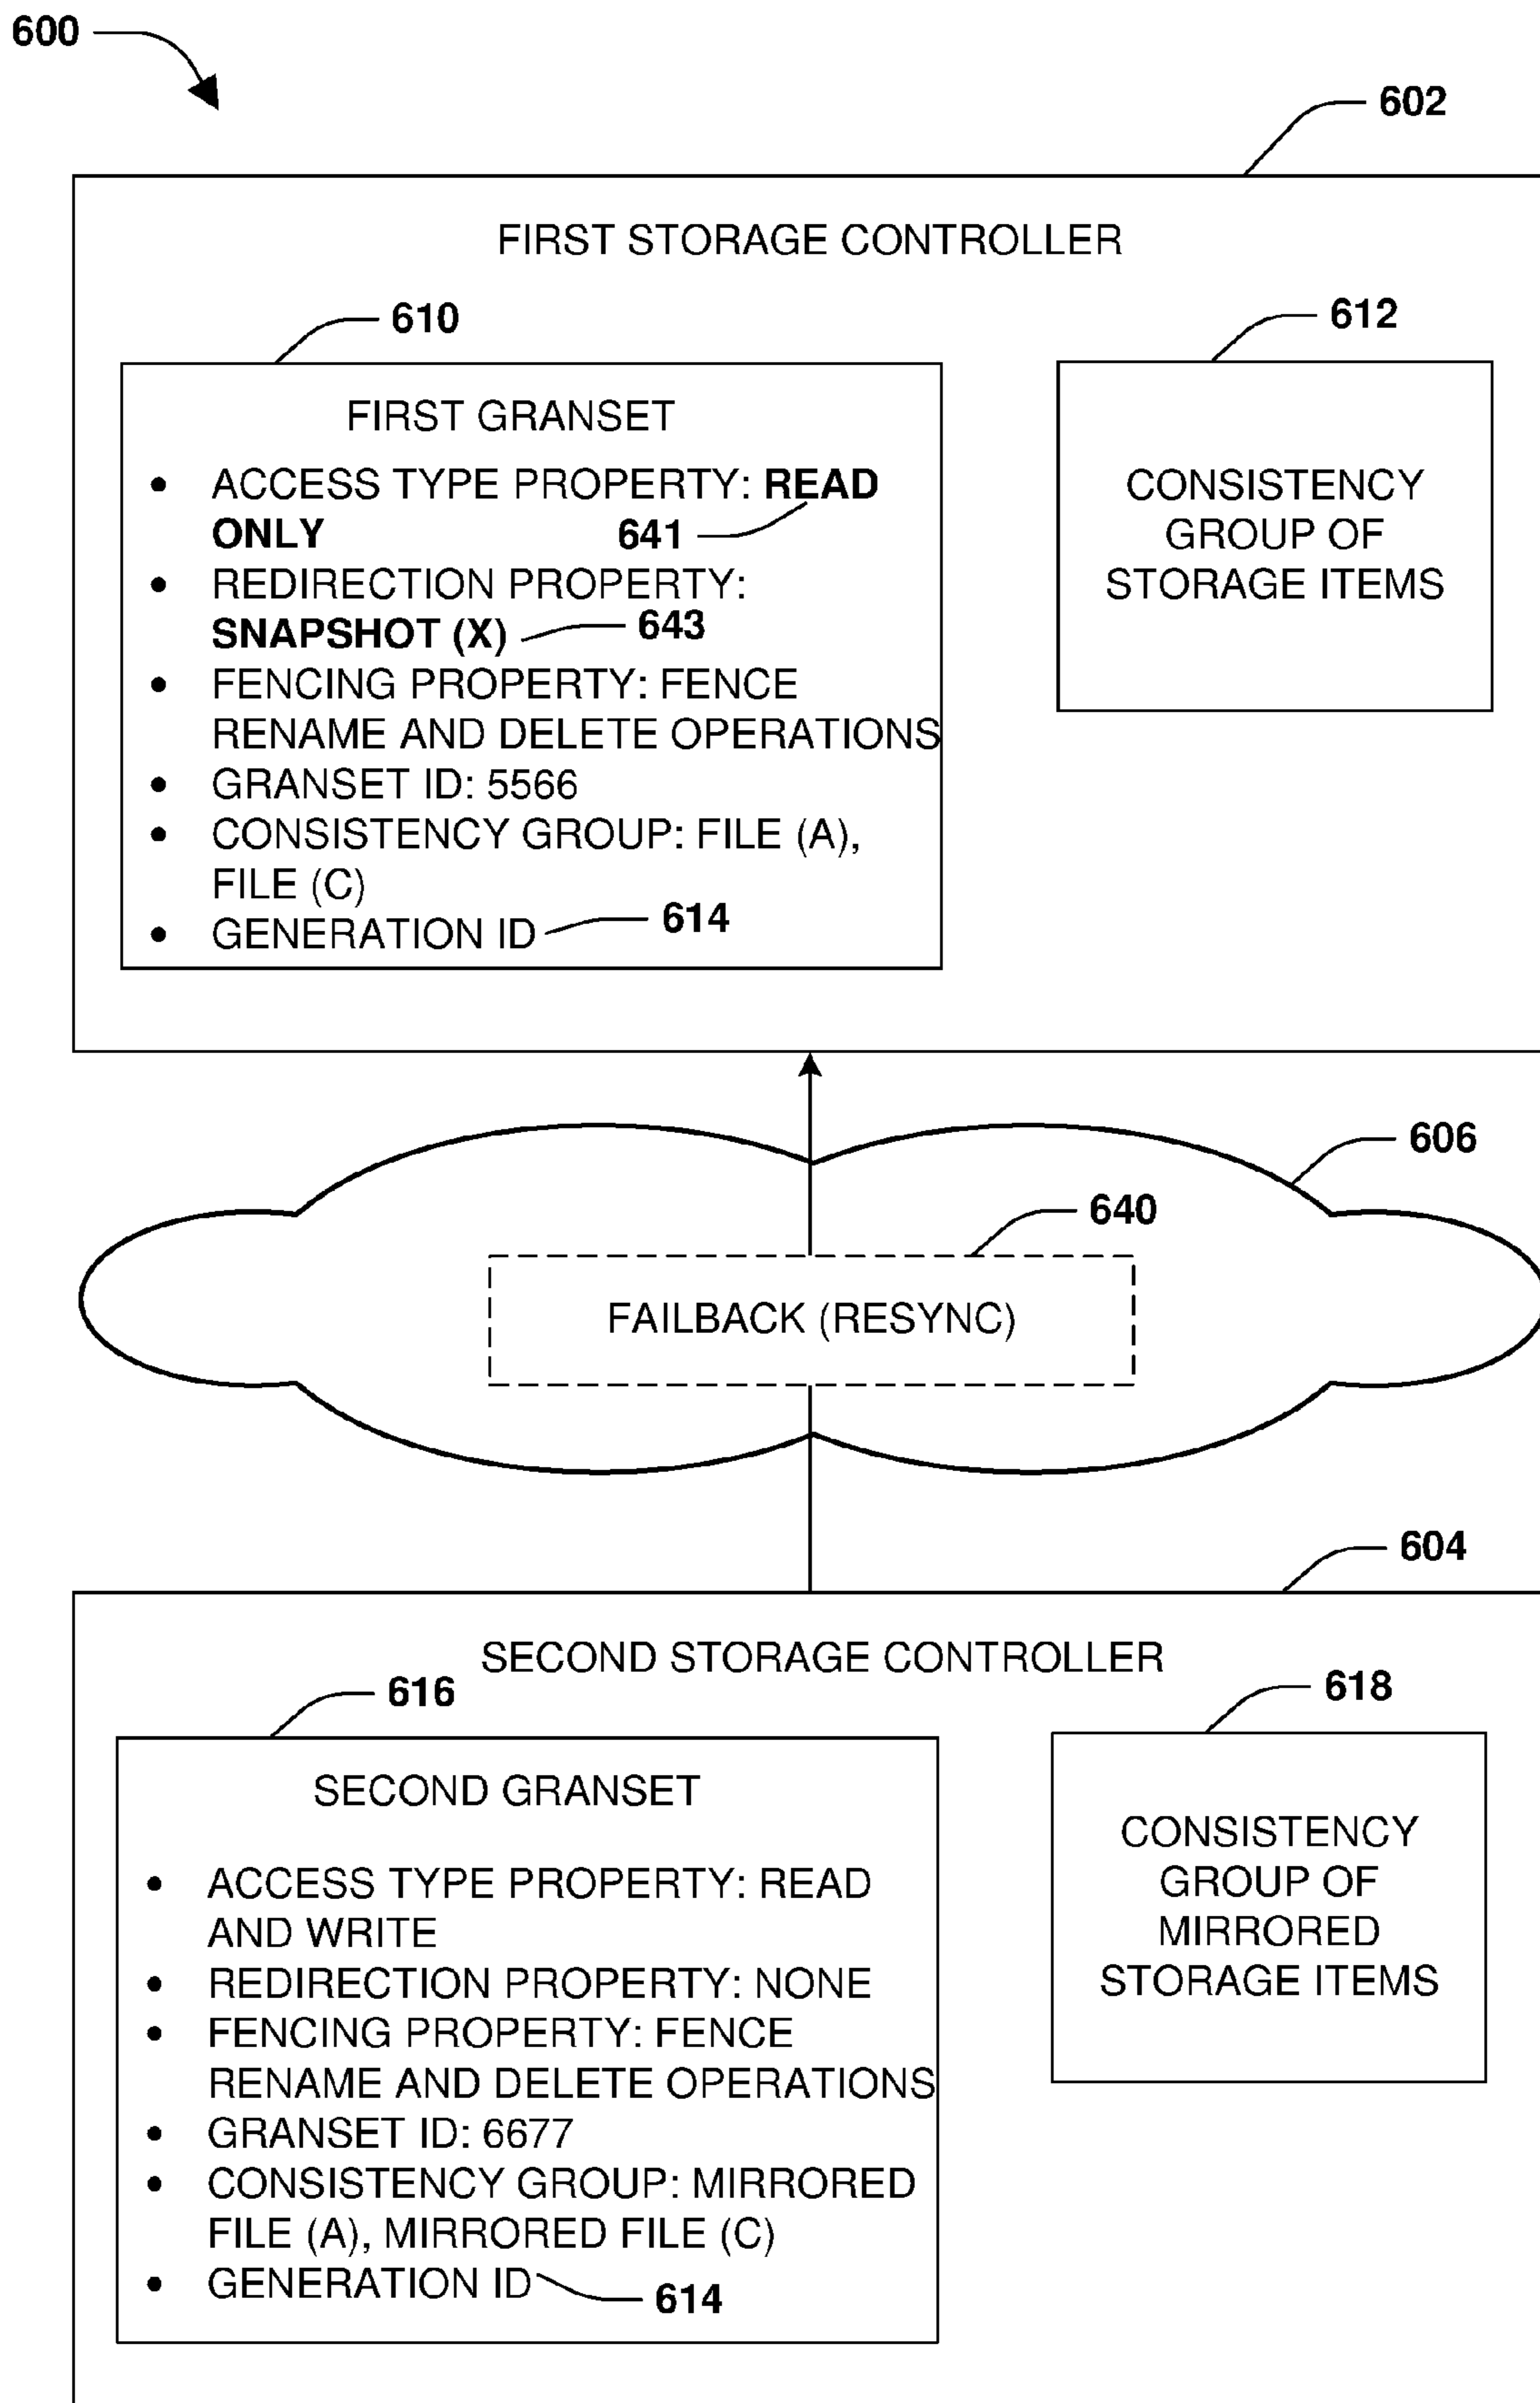 600
602
FIRST STORAGE CONTROLLER
610
612
FIRST GRANSET
• ACCESS TYPE PROPERTY: READ
ONLY
641
• REDIRECTION PROPERTY:
SNAPSHOT (X)
643
• FENCING PROPERTY: FENCE
RENAME AND DELETE OPERATIONS
• GRANSET ID: 5566
• CONSISTENCY GROUP: FILE (A),
FILE (C)
• GENERATION ID
614
CONSISTENCY
GROUP OF
STORAGE ITEMS
606
640
FAILBACK (RESYNC)
604
SECOND STORAGE CONTROLLER
616
618
SECOND GRANSET
• ACCESS TYPE PROPERTY: READ
AND WRITE
• REDIRECTION PROPERTY: NONE
• FENCING PROPERTY: FENCE
RENAME AND DELETE OPERATIONS
• GRANSET ID: 6677
• CONSISTENCY GROUP: MIRRORED
FILE (A), MIRRORED FILE (C)
• GENERATION ID
614
CONSISTENCY
GROUP OF
MIRRORED
STORAGE ITEMS